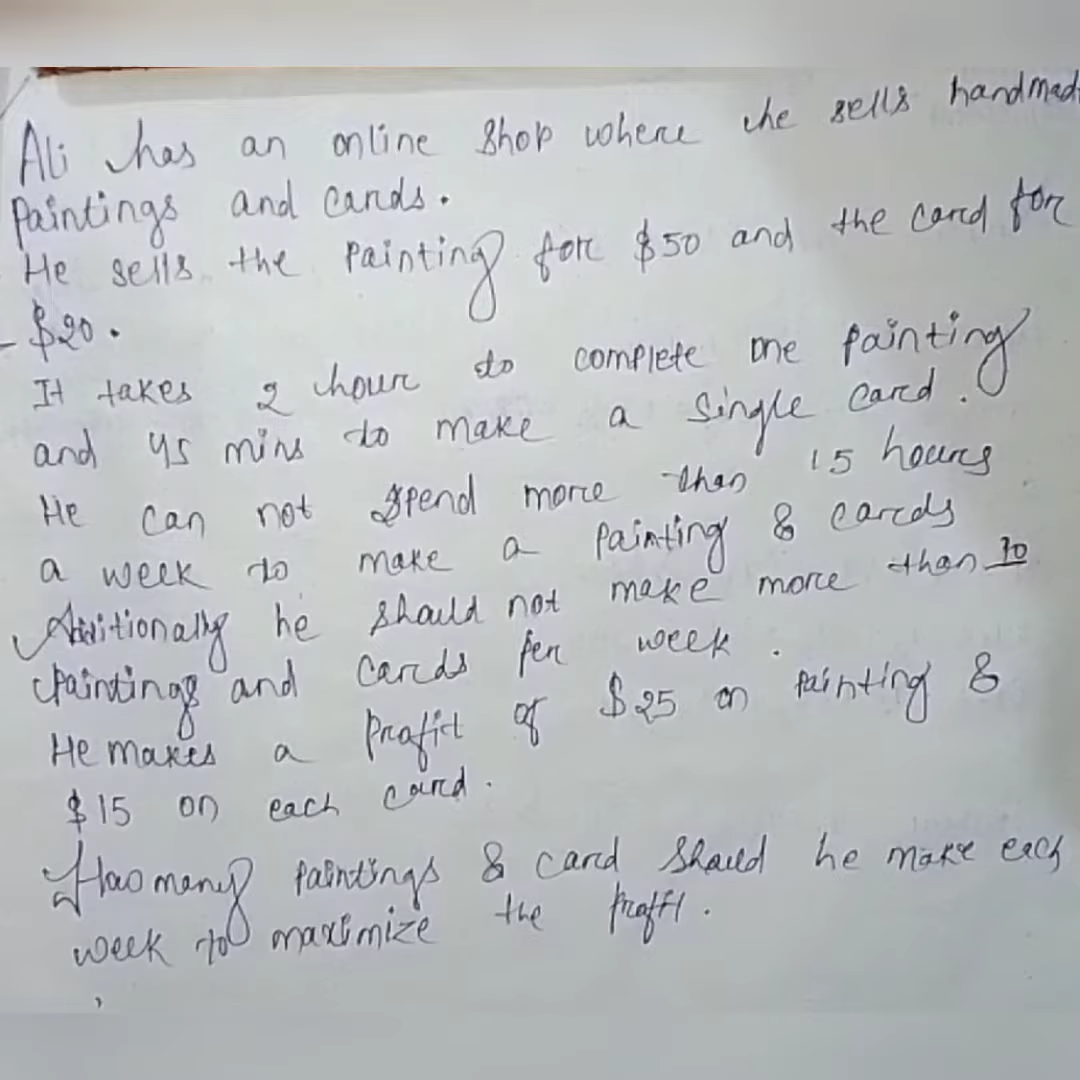 Ali has an online shop where he sells handmad
paintings and cards.
He sells the painting for $50 and the card for
$20.
It takes 2 hour to complete one painting
and 45 mins to make a single card.
He can not spend more than 15 hours
a week to make a painting & cards
Additionally he should not make more than 10
paintings and cards per week.
He makes a profit of $25 on painting &
$15 on each card.
How many paintings & card should he make each
week to maximize the profit.